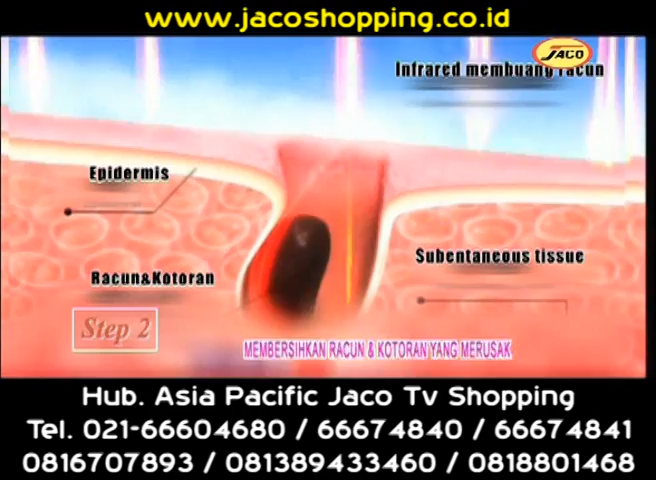 www.jacoshopping.co.id
JACO
Infrared membuang racun
Epidermis
Subentaneous tissue
Racun&Kotoran
Step 2
MEMBERSIHKAN RACUN & KOTORAN YANG MERUSAK
Hub. Asia Pacific Jaco Tv Shopping
Tel. 021-66604680 / 66674840 / 66674841
0816707893 / 081389433460 / 0818801468